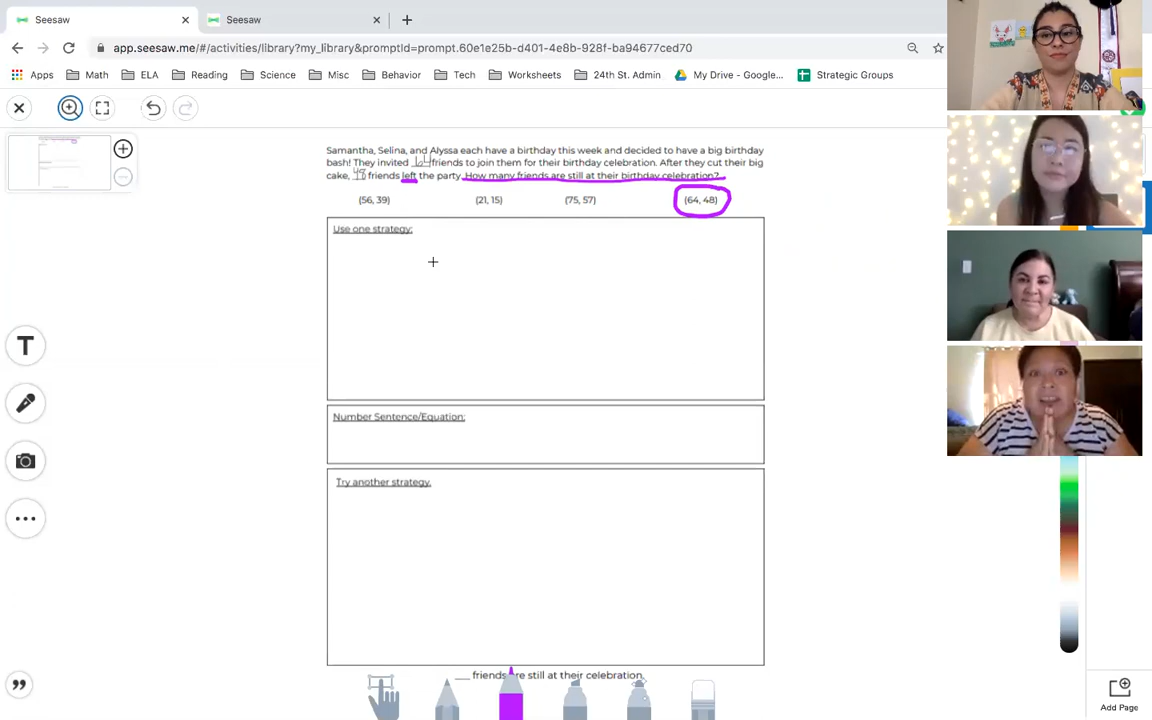 Seesaw
Seesaw
app.seesaw.me/#/activities/library?my_library&promptId=prompt.60e1e25b-d401-4e8b-928f-ba94677ced70
Apps Math ELA Reading Science Misc Behavior Tech Worksheets 24th St. Admin My Drive - Google... Strategic Groups
Samantha, Selina, and Alyssa each have a birthday this week and decided to have a big birthday
bash! They invited 64 friends to join them for their birthday celebration. After they cut their big
cake, 48 friends left the party. How many friends are still at their birthday celebration?
(56, 39) (21, 15) (75, 57) (64, 48)
Use one strategy:
Number Sentence/Equation:
Try another strategy.
___ friends are still at their celebration.
T
Add Page